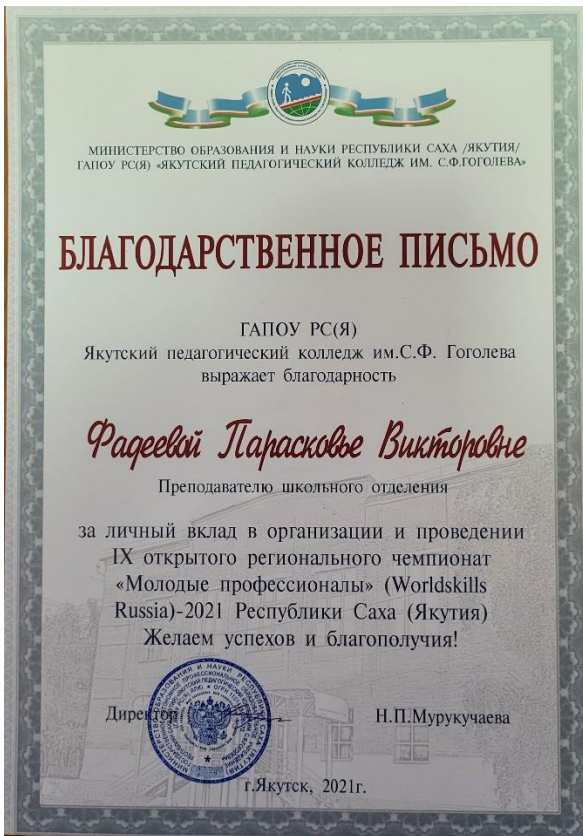 МИНИСТЕРСТВО ОБРАЗОВАНИЯ И НАУКИ РЕСПУБЛИКИ САХА /ЯКУТИЯ/
ГАПОУ РС(Я) «ЯКУТСКИЙ ПЕДАГОГИЧЕСКИЙ КОЛЛЕДЖ ИМ. С.Ф.ГОГОЛЕВА»
БЛАГОДАРСТВЕННОЕ ПИСЬМО
ГАПОУ РС(Я)
Якутский педагогический колледж им.С.Ф. Гоголева
выражает благодарность
Фадеевой Парасковье Викторовне
Преподавателю школьного отделения
за личный вклад в организации и проведении
IX открытого регионального чемпионат
«Молодые профессионалы» (Worldskills
Russia)-2021 Республики Саха (Якутия)
Желаем успехов и благополучия!
Директор Н.П.Мурукучаева
г.Якутск, 2021г.